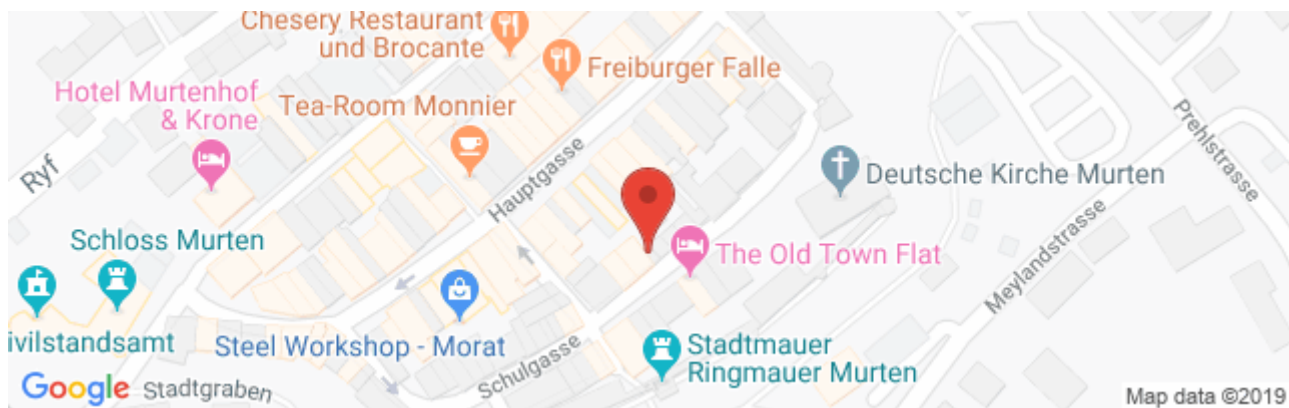 Chesery Restaurant
und Brocante
Freiburger Falle
Hotel Murtenhof
& Krone
Tea-Room Monnier
Prehlstrasse
Ryf
Hauptgasse
Deutsche Kirche Murten
Schloss Murten
The Old Town Flat
Meylandstrasse
ivilstandsamt
Steel Workshop - Morat
Schulgasse
Stadtmauer
Ringmauer Murten
Google
Stadtgraben
Map data ©2019